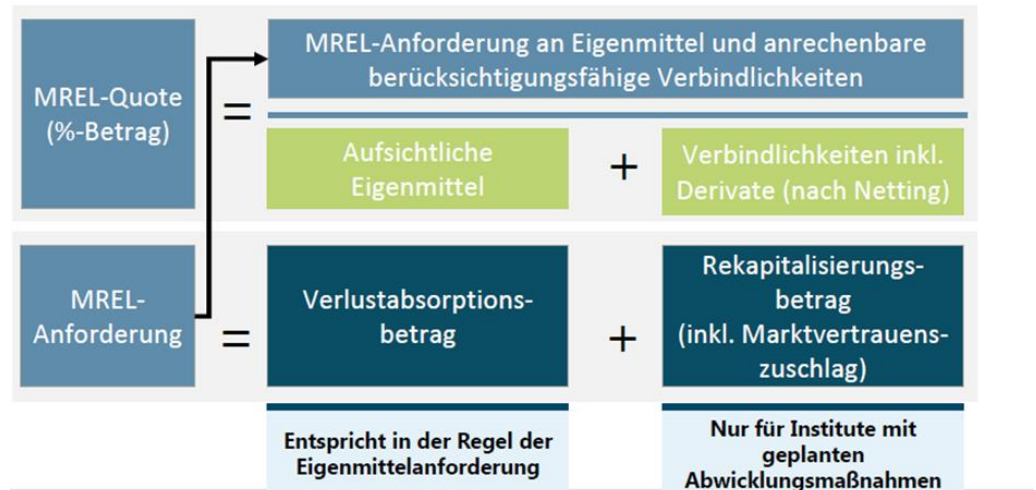 MREL-Quote
(%-Betrag)
=
MREL-Anforderung an Eigenmittel und anrechenbare
berücksichtigungsfähige Verbindlichkeiten
Aufsichtliche
Eigenmittel
+
Verbindlichkeiten inkl.
Derivate (nach Netting)
MREL-
Anforderung
=
Verlustabsorptions-
betrag
+
Rekapitalisierungs-
betrag
(inkl. Marktvertrauens-
zuschlag)
Entspricht in der Regel der
Eigenmittelanforderung
Nur für Institute mit
geplanten
Abwicklungsmaßnahmen